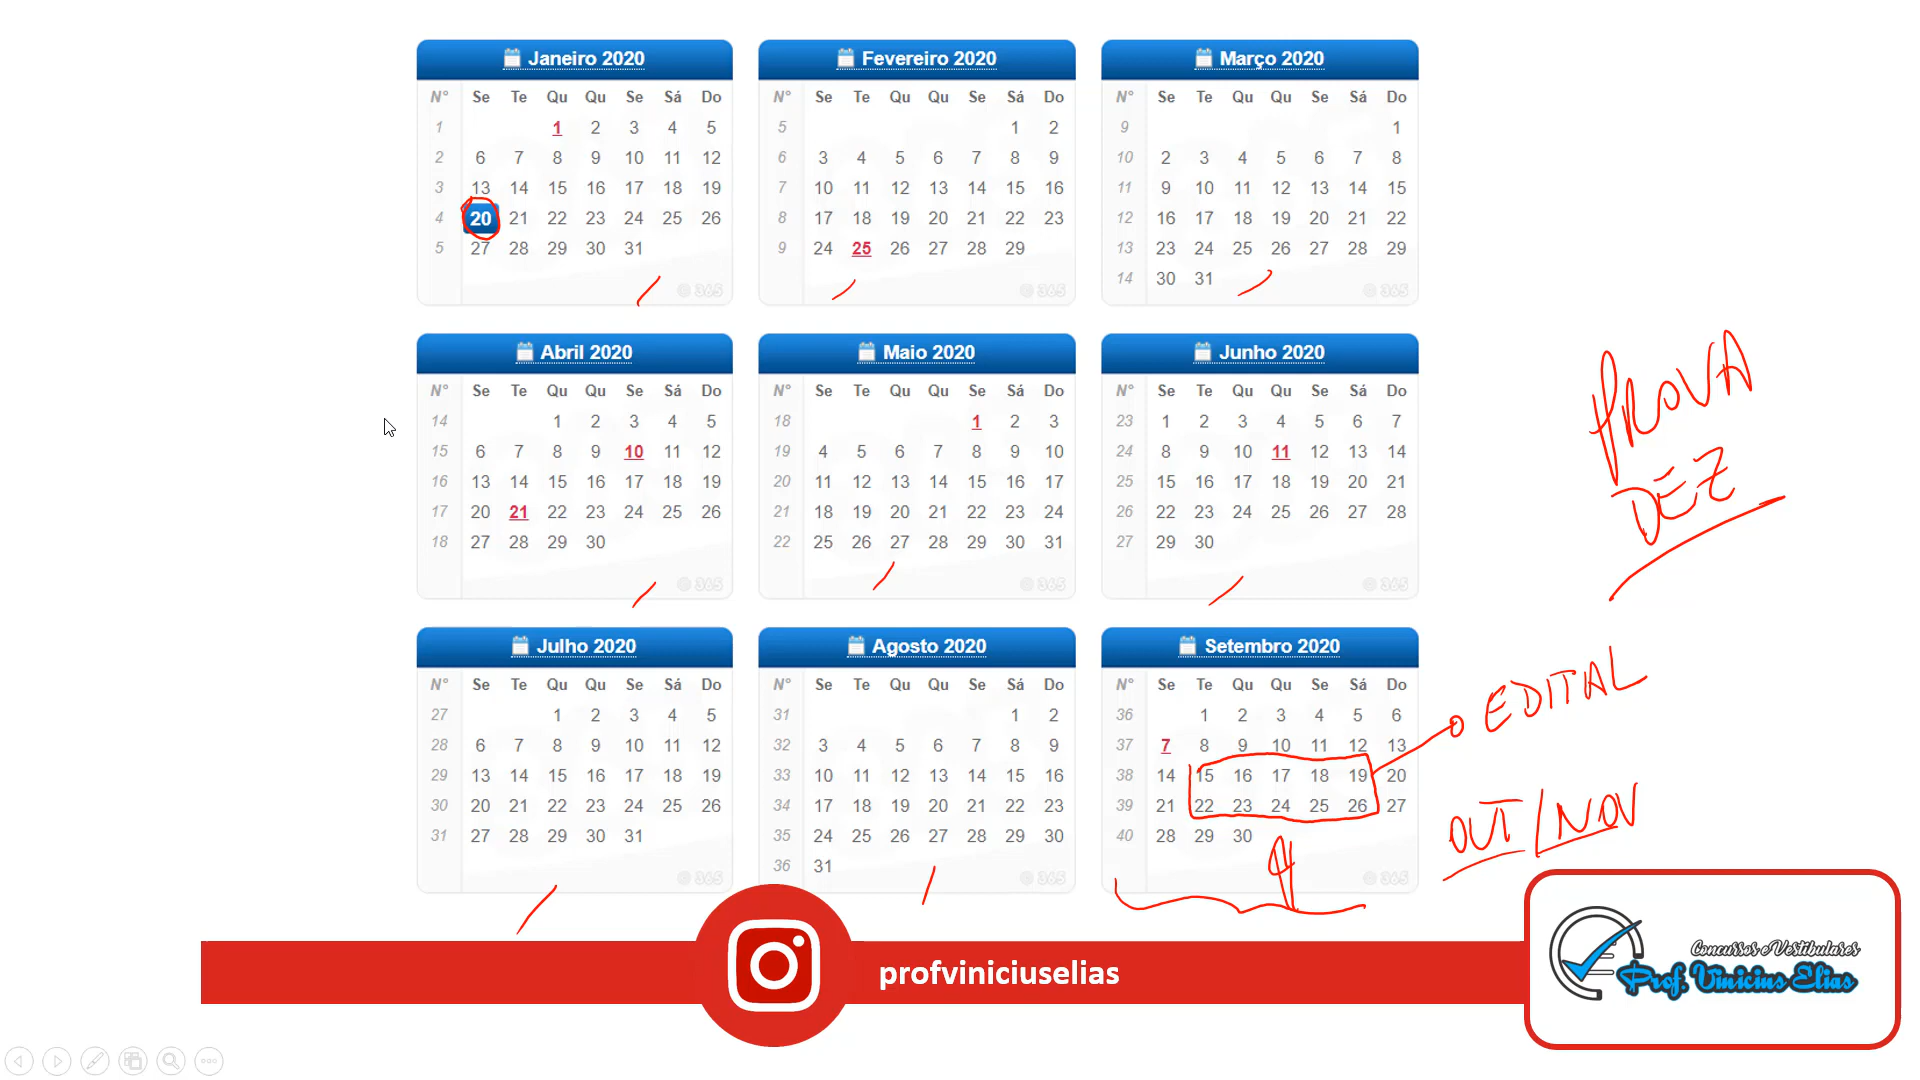 Janeiro 2020
N° Se Te Qu Qu Se Sá Do
1 1 2 3 4 5
2 6 7 8 9 10 11 12
3 13 14 15 16 17 18 19
4 20 21 22 23 24 25 26
5 27 28 29 30 31
365
Fevereiro 2020
N° Se Te Qu Qu Se Sá Do
5 1 2
6 3 4 5 6 7 8 9
7 10 11 12 13 14 15 16
8 17 18 19 20 21 22 23
9 24 25 26 27 28 29
365
Março 2020
N° Se Te Qu Qu Se Sá Do
9 1
10 2 3 4 5 6 7 8
11 9 10 11 12 13 14 15
12 16 17 18 19 20 21 22
13 23 24 25 26 27 28 29
14 30 31
365
Abril 2020
N° Se Te Qu Qu Se Sá Do
14 1 2 3 4 5
15 6 7 8 9 10 11 12
16 13 14 15 16 17 18 19
17 20 21 22 23 24 25 26
18 27 28 29 30
365
Maio 2020
N° Se Te Qu Qu Se Sá Do
18 1 2 3
19 4 5 6 7 8 9 10
20 11 12 13 14 15 16 17
21 18 19 20 21 22 23 24
22 25 26 27 28 29 30 31
365
Junho 2020
N° Se Te Qu Qu Se Sá Do
23 1 2 3 4 5 6 7
24 8 9 10 11 12 13 14
25 15 16 17 18 19 20 21
26 22 23 24 25 26 27 28
27 29 30
365
PROVA
DEZ
Julho 2020
N° Se Te Qu Qu Se Sá Do
27 1 2 3 4 5
28 6 7 8 9 10 11 12
29 13 14 15 16 17 18 19
30 20 21 22 23 24 25 26
31 27 28 29 30 31
365
Agosto 2020
N° Se Te Qu Qu Se Sá Do
31 1 2
32 3 4 5 6 7 8 9
33 10 11 12 13 14 15 16
34 17 18 19 20 21 22 23
35 24 25 26 27 28 29 30
36 31
365
Setembro 2020
N° Se Te Qu Qu Se Sá Do
36 1 2 3 4 5 6
37 7 8 9 10 11 12 13
38 14 15 16 17 18 19 20
39 21 22 23 24 25 26 27
40 28 29 30
365
EDITAL
OUT/NOV
profviniciuselias
Concursos e Vestibulares
Prof. Vinicius Elias